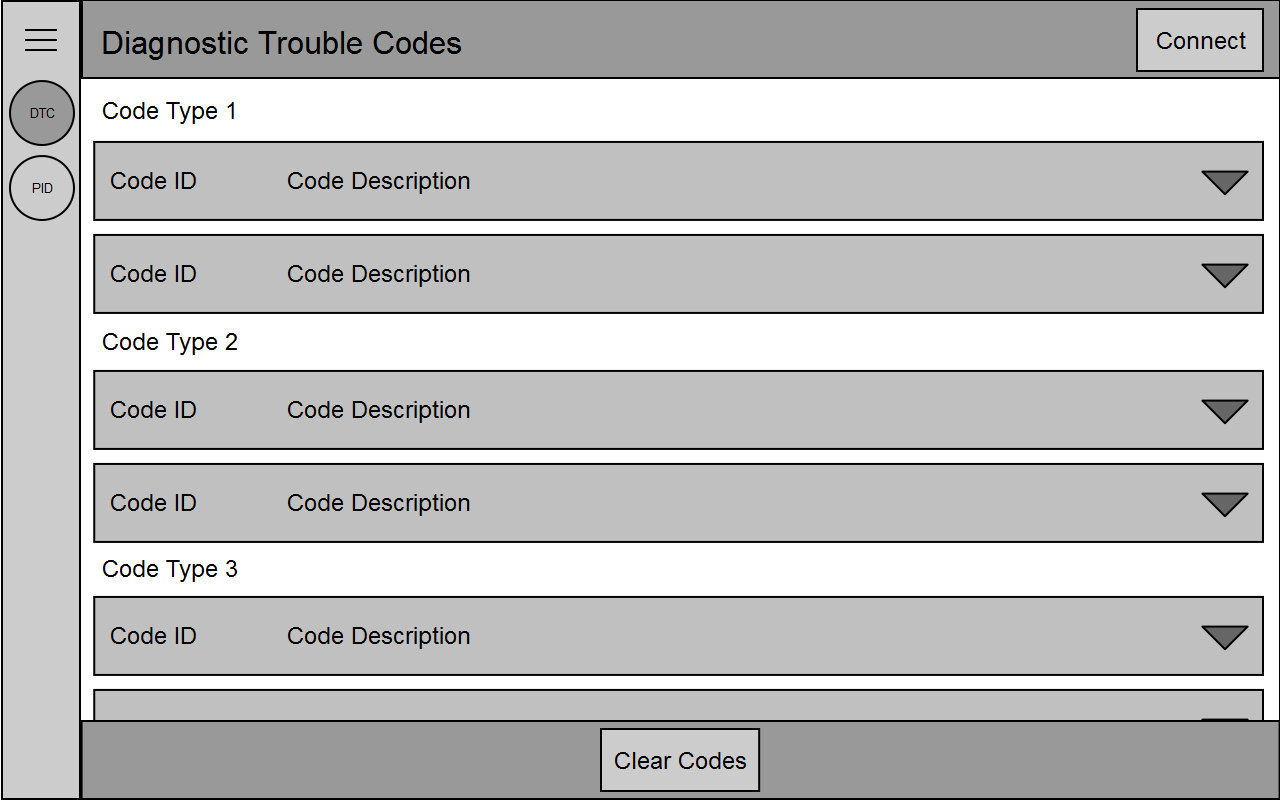 Diagnostic Trouble Codes
Connect
DTC
PID
Code Type 1
Code ID Code Description
Code ID Code Description
Code Type 2
Code ID Code Description
Code ID Code Description
Code Type 3
Code ID Code Description
Clear Codes